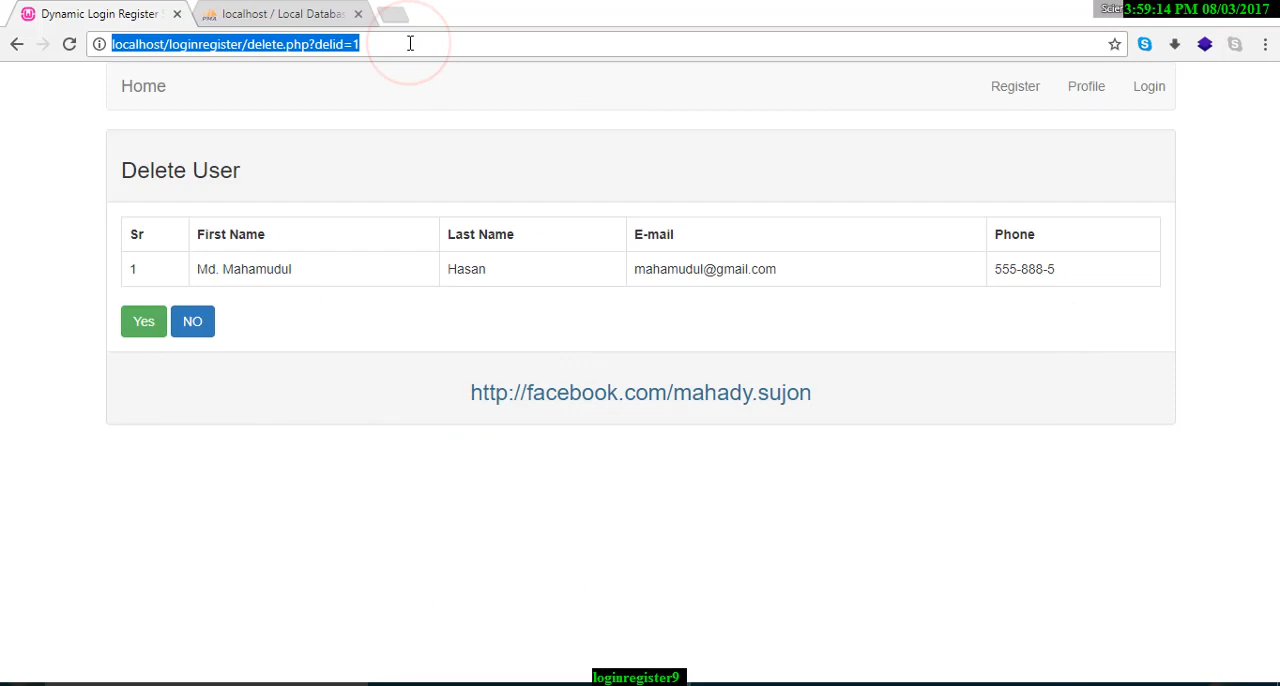 Dynamic Login Register
localhost / Local Databas
3:59:14 PM 08/03/2017
localhost/loginregister/delete.php?delid=1
Home
Register
Profile
Login
Delete User
Sr First Name Last Name E-mail Phone
1 Md. Mahamudul Hasan mahamudul@gmail.com 555-888-5
Yes NO
http://facebook.com/mahady.sujon
loginregister9